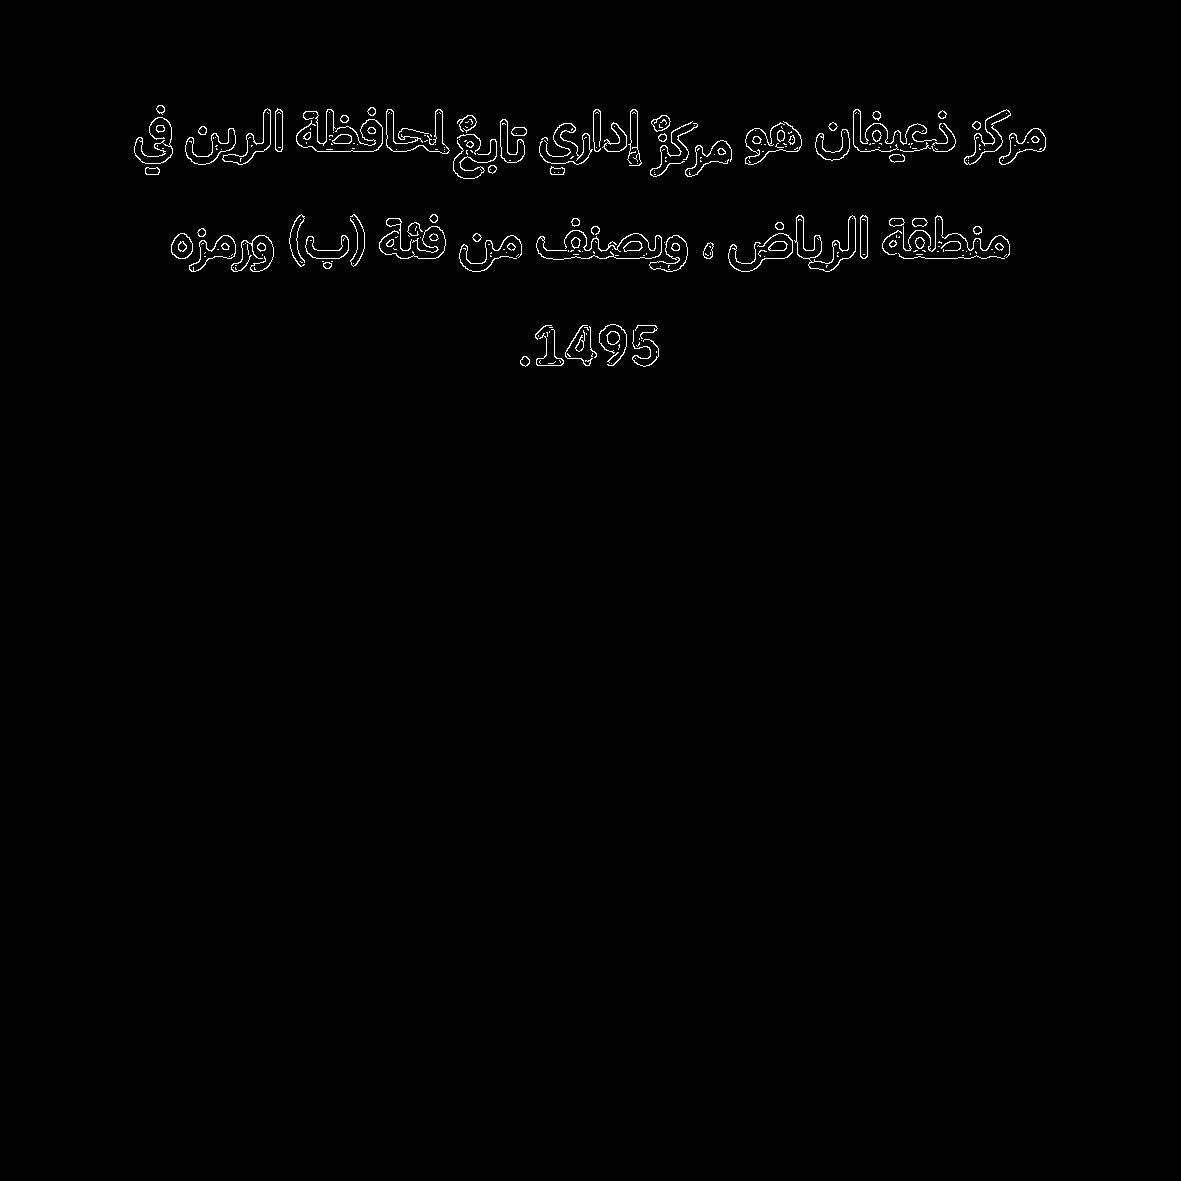 مركز ذعيفان هو مركزٌ إداري تابعٌ لمحافظة الرين في
منطقة الرياض ، ويصنف من فئة (ب) ورمزه
1495.